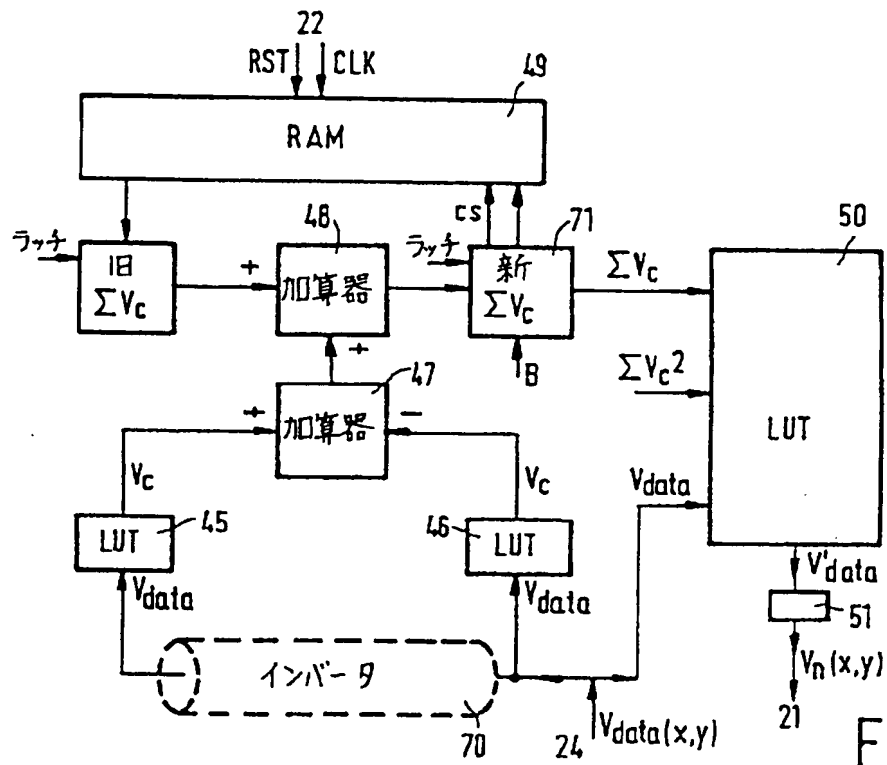 22
RST CLK
49
RAM
cs
ラッチ
旧
ΣVc
+
48
加算器
ラッチ
71
新
ΣVc
ΣVc
50
+
B
ΣVc2
47
+
加算器
−
LUT
Vc
Vc
Vdata
LUT
45
46
LUT
Vdata
Vdata
V'data
51
インバータ
Vn(x,y)
70
24
Vdata(x,y)
21
F